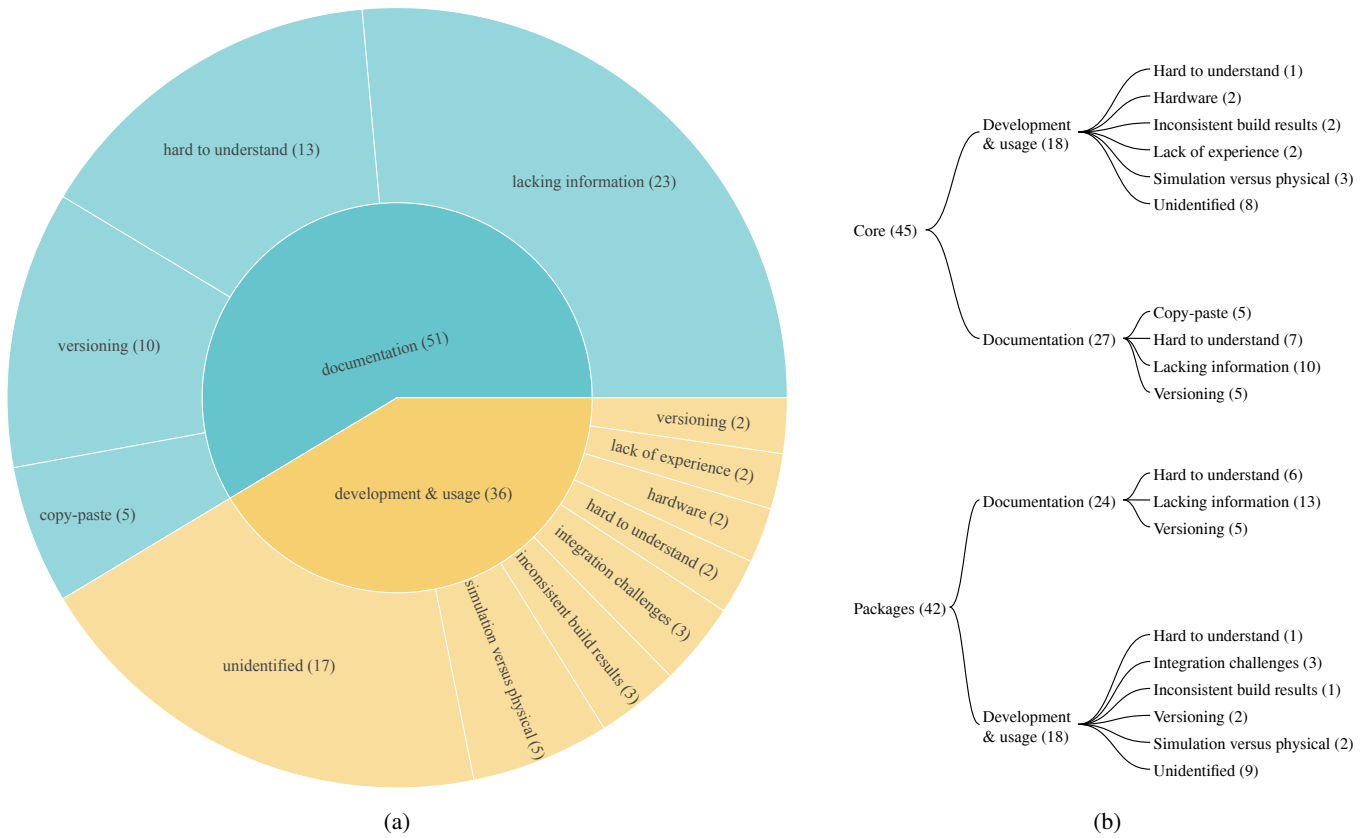 lacking information (23)
hard to understand (13)
versioning (10)
copy-paste (5)
documentation (51)
development & usage (36)
versioning (2)
lack of experience (2)
hardware (2)
hard to understand (2)
integration challenges (3)
inconsistent build results (3)
simulation versus physical (5)
unidentified (17)
(a)
Core (45)
Development
& usage (18)
Hard to understand (1)
Hardware (2)
Inconsistent build results (2)
Lack of experience (2)
Simulation versus physical (3)
Unidentified (8)
Documentation (27)
Copy-paste (5)
Hard to understand (7)
Lacking information (10)
Versioning (5)
Packages (42)
Documentation (24)
Hard to understand (6)
Lacking information (13)
Versioning (5)
Development
& usage (18)
Hard to understand (1)
Integration challenges (3)
Inconsistent build results (1)
Versioning (2)
Simulation versus physical (2)
Unidentified (9)
(b)